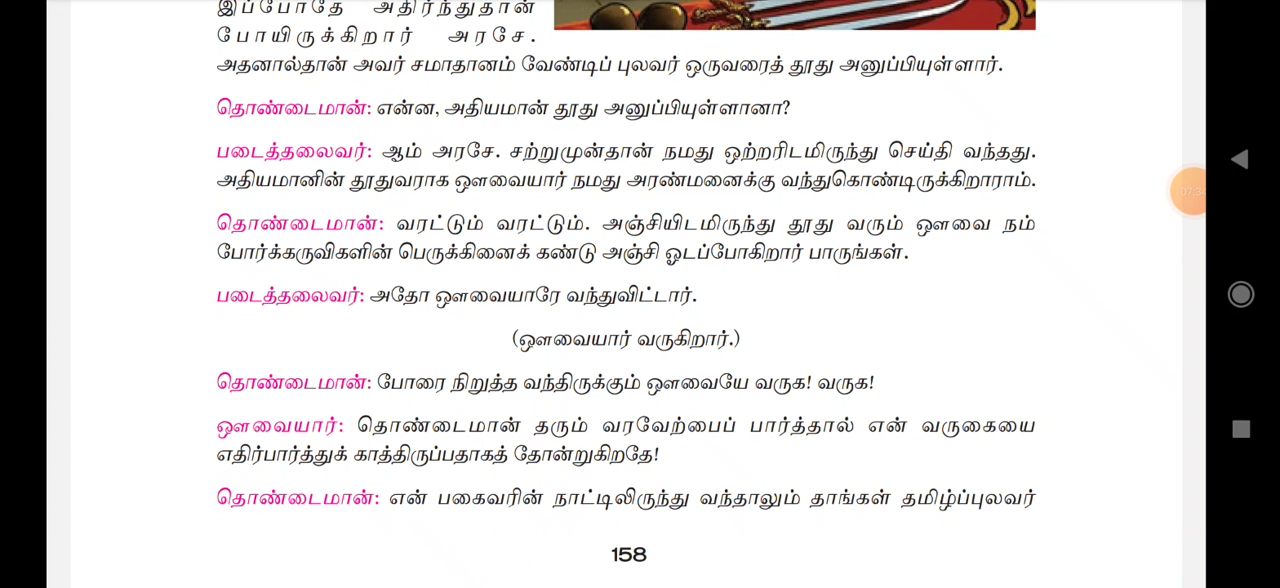 இப்போதே அதிர்ந்துதான்
போயிருக்கிறார் அரசே.
அதனால்தான் அவர் சமாதானம் வேண்டிப் புலவர் ஒருவரைத் தூது அனுப்பியுள்ளார்.
தொண்டைமான்: என்ன, அதியமான் தூது அனுப்பியுள்ளானா?
படைத்தலைவர்: ஆம் அரசே. சற்றுமுன்தான் நமது ஒற்றரிடமிருந்து செய்தி வந்தது.
அதியமானின் தூதுவராக ஔவையார் நமது அரண்மனைக்கு வந்துகொண்டிருக்கிறாராம்.
தொண்டைமான்: வரட்டும் வரட்டும். அஞ்சியிடமிருந்து தூது வரும் ஔவை நம்
போர்க்கருவிகளின் பெருக்கினைக் கண்டு அஞ்சி ஓடப்போகிறார் பாருங்கள்.
படைத்தலைவர்: அதோ ஔவையாரே வந்துவிட்டார்.
(ஔவையார் வருகிறார்.)
தொண்டைமான்: போரை நிறுத்த வந்திருக்கும் ஔவையே வருக! வருக!
ஔவையார்: தொண்டைமான் தரும் வரவேற்பைப் பார்த்தால் என் வருகையை
எதிர்பார்த்துக் காத்திருப்பதாகத் தோன்றுகிறதே!
தொண்டைமான்: என் பகைவரின் நாட்டிலிருந்து வந்தாலும் தாங்கள் தமிழ்ப்புலவர்
158